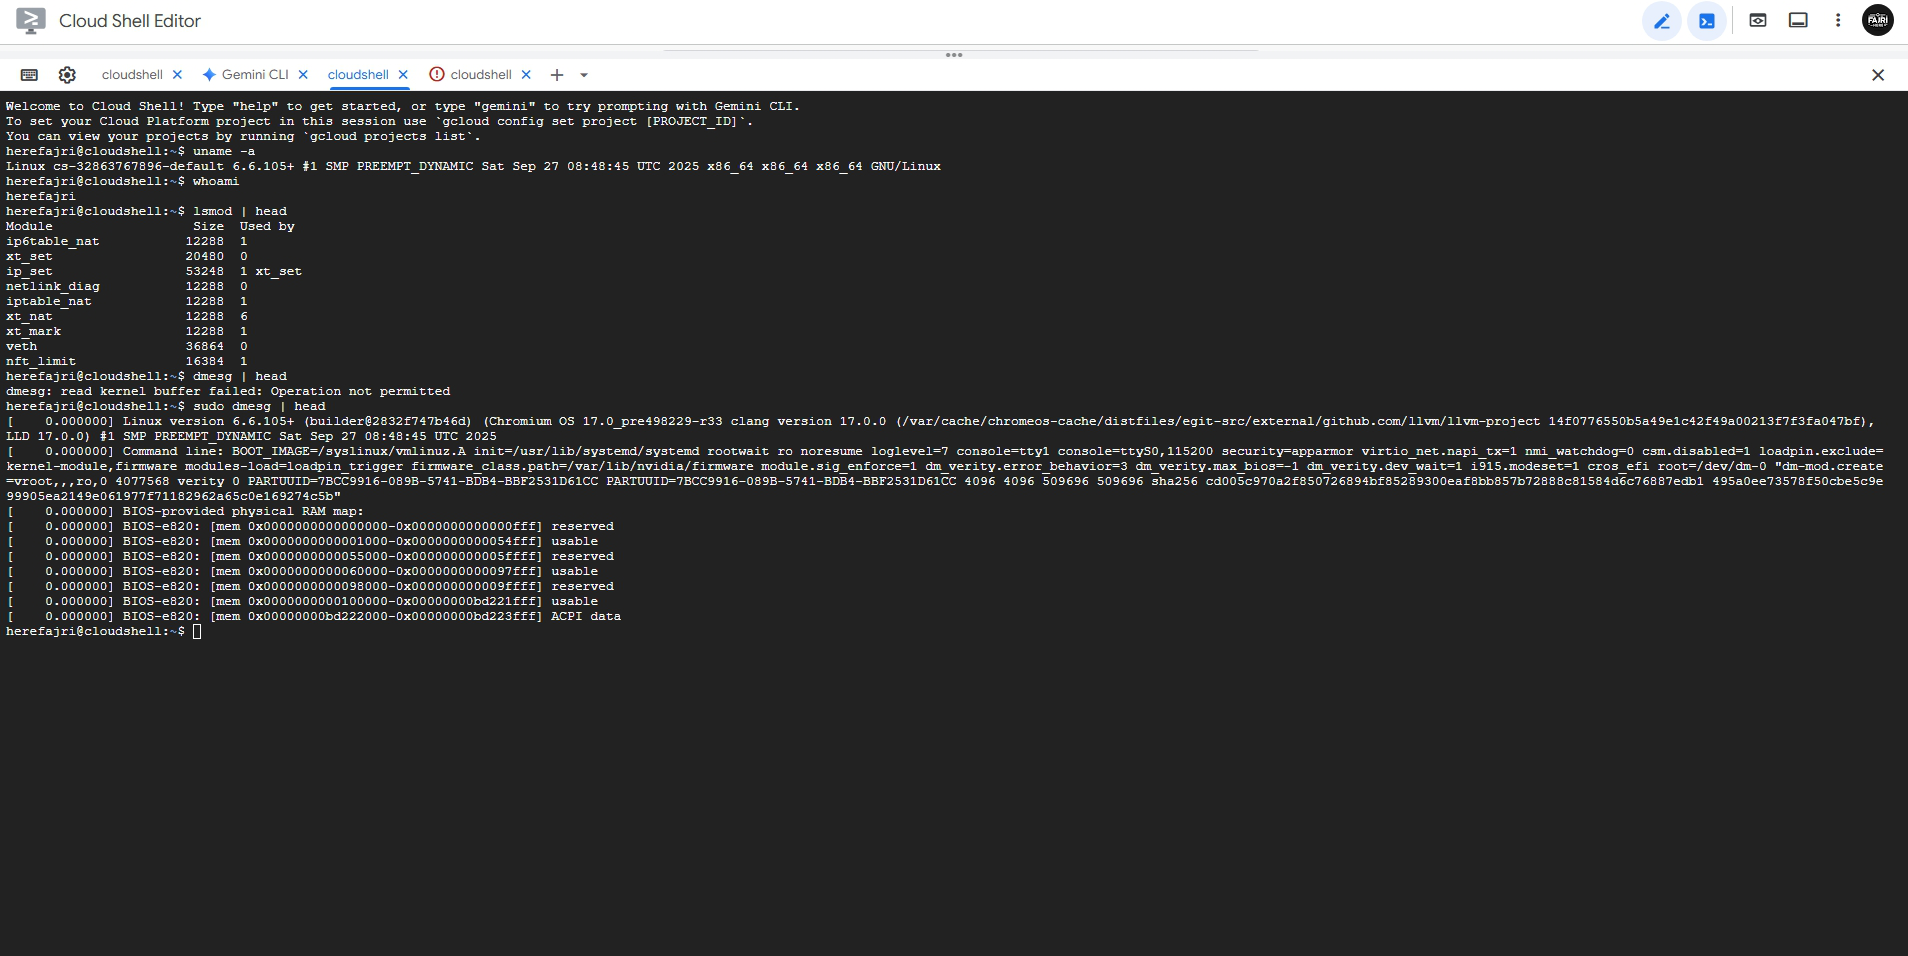 Cloud Shell Editor
FAJRI
cloudshell
Gemini CLI
cloudshell
cloudshell
Welcome to Cloud Shell! Type "help" to get started, or type "gemini" to try prompting with Gemini CLI.
To set your Cloud Platform project in this session use `gcloud config set project [PROJECT_ID]`.
You can view your projects by running `gcloud projects list`.
herefajri@cloudshell:~$ uname -a
Linux cs-32863767896-default 6.6.105+ #1 SMP PREEMPT_DYNAMIC Sat Sep 27 08:48:45 UTC 2025 x86_64 x86_64 x86_64 GNU/Linux
herefajri@cloudshell:~$ whoami
herefajri
herefajri@cloudshell:~$ lsmod | head
Module                  Size  Used by
ip6table_nat           12288  1
xt_set                 20480  0
ip_set                 53248  1 xt_set
netlink_diag           12288  0
iptable_nat            12288  1
xt_nat                 12288  6
xt_mark                12288  1
veth                   36864  0
nft_limit              16384  1
herefajri@cloudshell:~$ dmesg | head
dmesg: read kernel buffer failed: Operation not permitted
herefajri@cloudshell:~$ sudo dmesg | head
[    0.000000] Linux version 6.6.105+ (builder@2832f747b46d) (Chromium OS 17.0_pre498229-r33 clang version 17.0.0 (/var/cache/chromeos-cache/distfiles/egit-src/external/github.com/llvm/llvm-project 14f0776550b5a49e1c42f49a00213f7f3fa047bf),
LLD 17.0.0) #1 SMP PREEMPT_DYNAMIC Sat Sep 27 08:48:45 UTC 2025
[    0.000000] Command line: BOOT_IMAGE=/syslinux/vmlinuz.A init=/usr/lib/systemd/systemd rootwait ro noresume loglevel=7 console=tty1 console=ttyS0,115200 security=apparmor virtio_net.napi_tx=1 nmi_watchdog=0 csm.disabled=1 loadpin.exclude=
kernel-module,firmware modules-load=loadpin_trigger firmware_class.path=/var/lib/nvidia/firmware module.sig_enforce=1 dm_verity.error_behavior=3 dm_verity.max_bios=-1 dm_verity.dev_wait=1 i915.modeset=1 cros_efi root=/dev/dm-0 "dm-mod.create
=vroot,,,ro,0 4077568 verity 0 PARTUUID=7BCC9916-089B-5741-BDB4-BBF2531D61CC PARTUUID=7BCC9916-089B-5741-BDB4-BBF2531D61CC 4096 4096 509696 509696 sha256 cd005c970a2f850726894bf85289300eaf8bb857b72888c81584d6c76887edb1 495a0ee73578f50cbe5c9e
99905ea2149e061977f71182962a65c0e169274c5b"
[    0.000000] BIOS-provided physical RAM map:
[    0.000000] BIOS-e820: [mem 0x0000000000000000-0x0000000000000fff] reserved
[    0.000000] BIOS-e820: [mem 0x0000000000001000-0x0000000000054fff] usable
[    0.000000] BIOS-e820: [mem 0x0000000000055000-0x000000000005ffff] reserved
[    0.000000] BIOS-e820: [mem 0x0000000000060000-0x0000000000097fff] usable
[    0.000000] BIOS-e820: [mem 0x0000000000098000-0x000000000009ffff] reserved
[    0.000000] BIOS-e820: [mem 0x0000000000100000-0x00000000bd221fff] usable
[    0.000000] BIOS-e820: [mem 0x00000000bd222000-0x00000000bd223fff] ACPI data
herefajri@cloudshell:~$